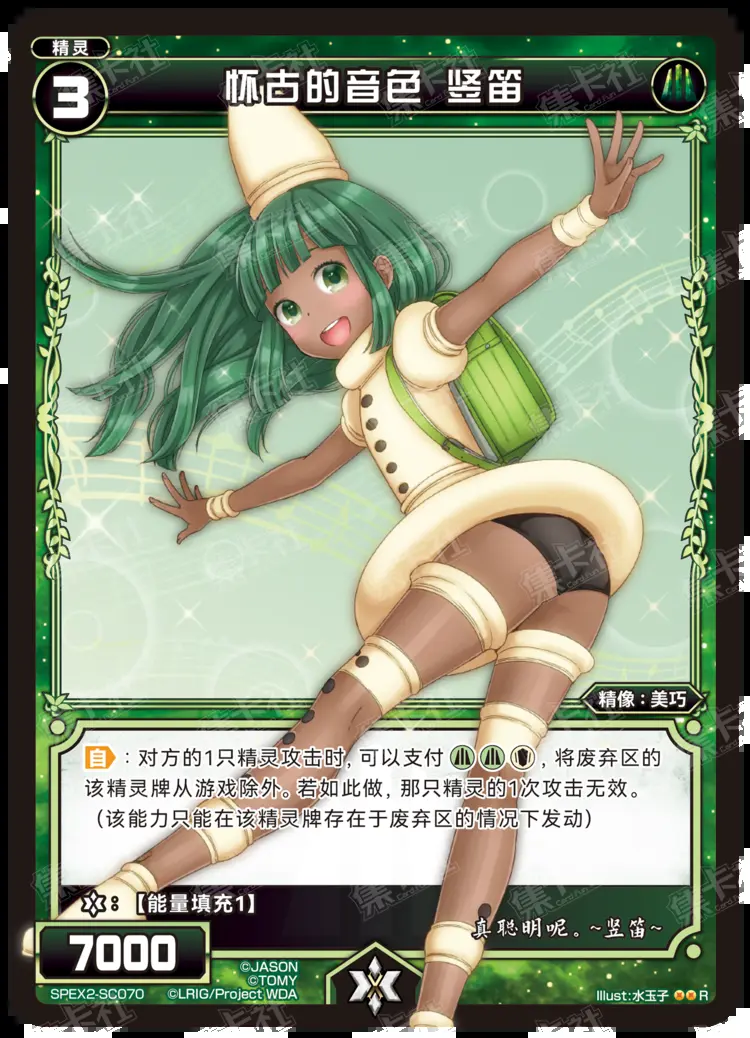 精灵
3
怀古的音色 竖笛
精像：美巧
自：对方的1只精灵攻击时，可以支付，将废弃区的
该精灵牌从游戏除外。若如此做，那只精灵的1次攻击无效。
（该能力只能在该精灵牌存在于废弃区的情况下发动）
：【能量填充1】
真聪明呢。~竖笛~
7000
©JASON
©TOMY
SPEX2-SC070 ©LRIG/Project WDA
Illust:水玉子 R
集卡社